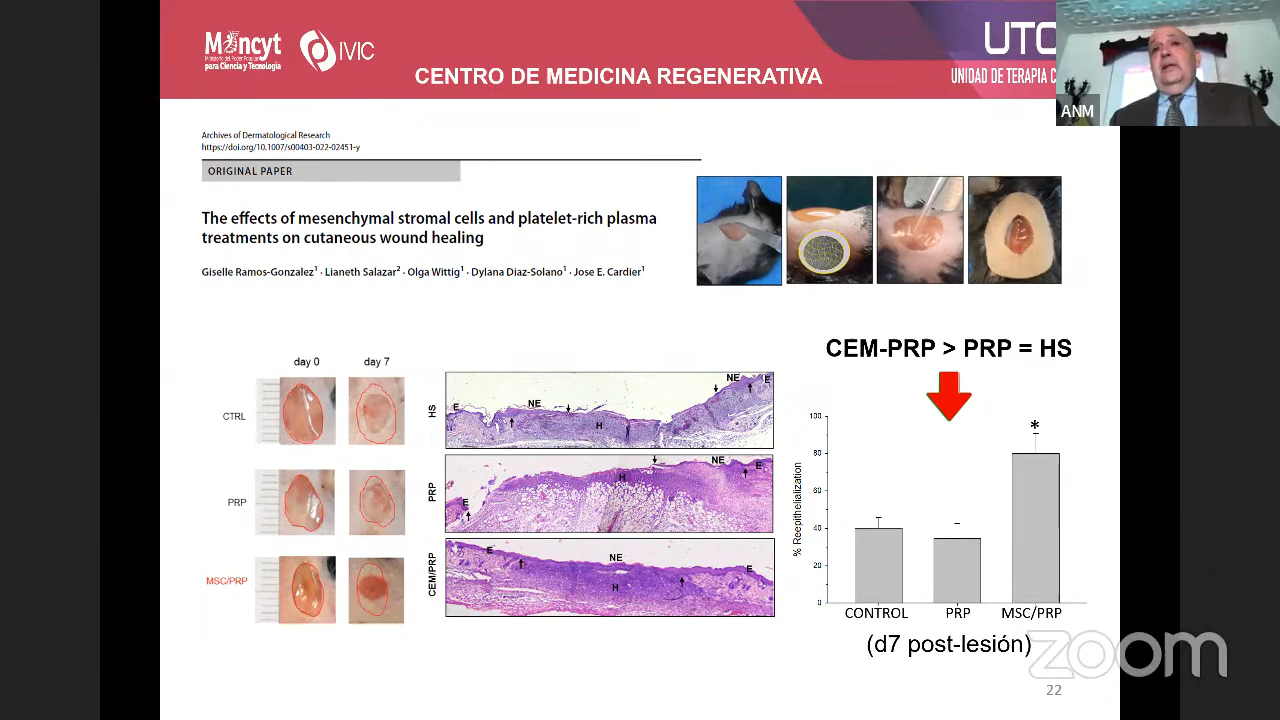 Mincyt
Ministerio del Poder Popular
para Ciencia y Tecnología
IVIC
CENTRO DE MEDICINA REGENERATIVA
UTC
UNIDAD DE TERAPIA C
ANM
Archives of Dermatological Research
https://doi.org/10.1007/s00403-022-02451-y
ORIGINAL PAPER
The effects of mesenchymal stromal cells and platelet-rich plasma
treatments on cutaneous wound healing
Giselle Ramos-Gonzalez1 · Lianeth Salazar2 · Olga Wittig1 · Dylana Diaz-Solano1 · Jose E. Cardier1
day 0 day 7
CTRL
PRP
MSC/PRP
HS
E NE H NE E
PRP
E H NE E
CEM/PRP
E NE H E
CEM-PRP > PRP = HS
% Reepithelialization
100
80
60
40
20
0
*
CONTROL PRP MSC/PRP
(d7 post-lesión)
zoom
22